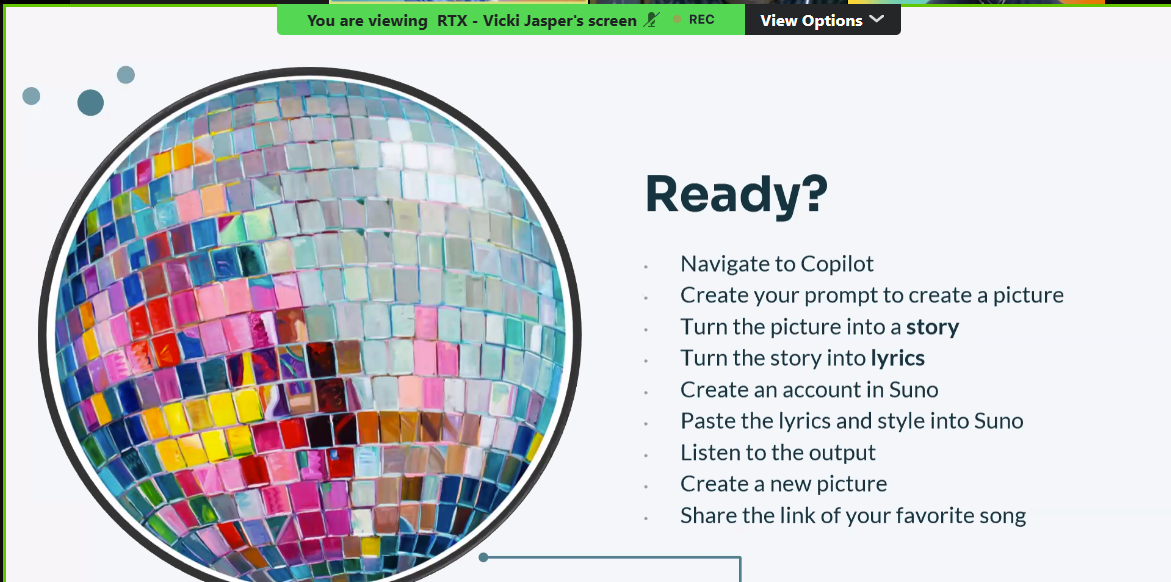 You are viewing RTX - Vicki Jasper's screen REC View Options
Ready?
· Navigate to Copilot
· Create your prompt to create a picture
· Turn the picture into a story
· Turn the story into lyrics
· Create an account in Suno
· Paste the lyrics and style into Suno
· Listen to the output
· Create a new picture
· Share the link of your favorite song